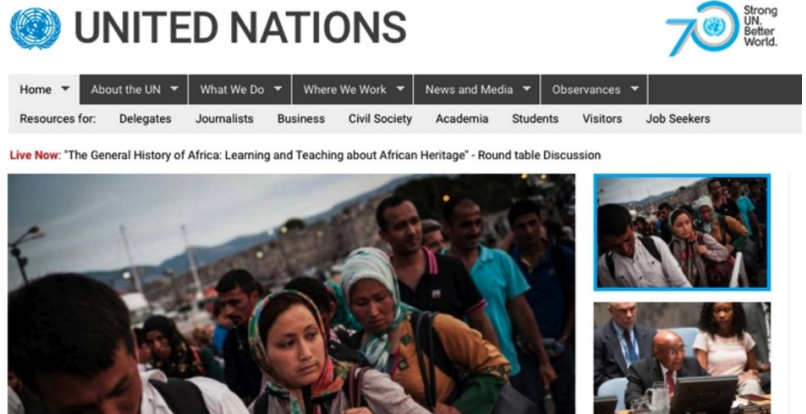 UNITED NATIONS
70
Strong
UN.
Better
World.
Home About the UN What We Do Where We Work News and Media Observances
Resources for: Delegates Journalists Business Civil Society Academia Students Visitors Job Seekers
Live Now: "The General History of Africa: Learning and Teaching about African Heritage" - Round table Discussion